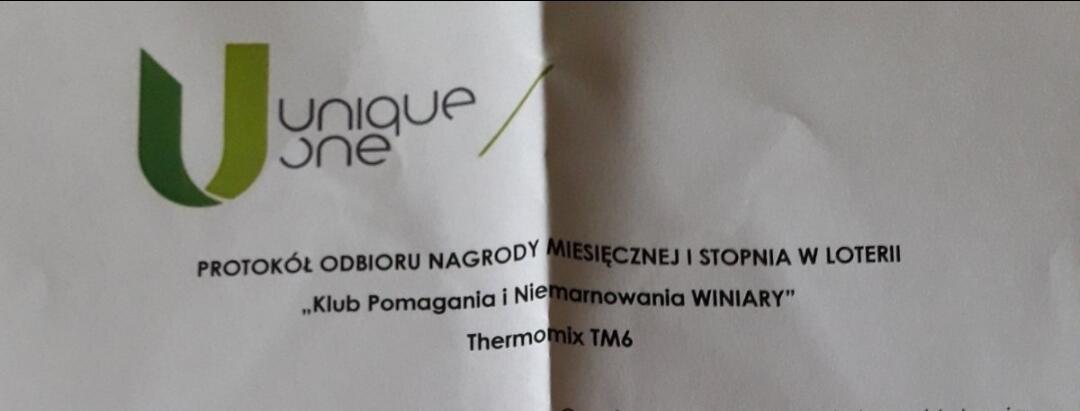 unique
one
PROTOKÓŁ ODBIORU NAGRODY MIESIĘCZNEJ I STOPNIA W LOTERII
„Klub Pomagania i Niemarnowania WINIARY”
Thermomix TM6